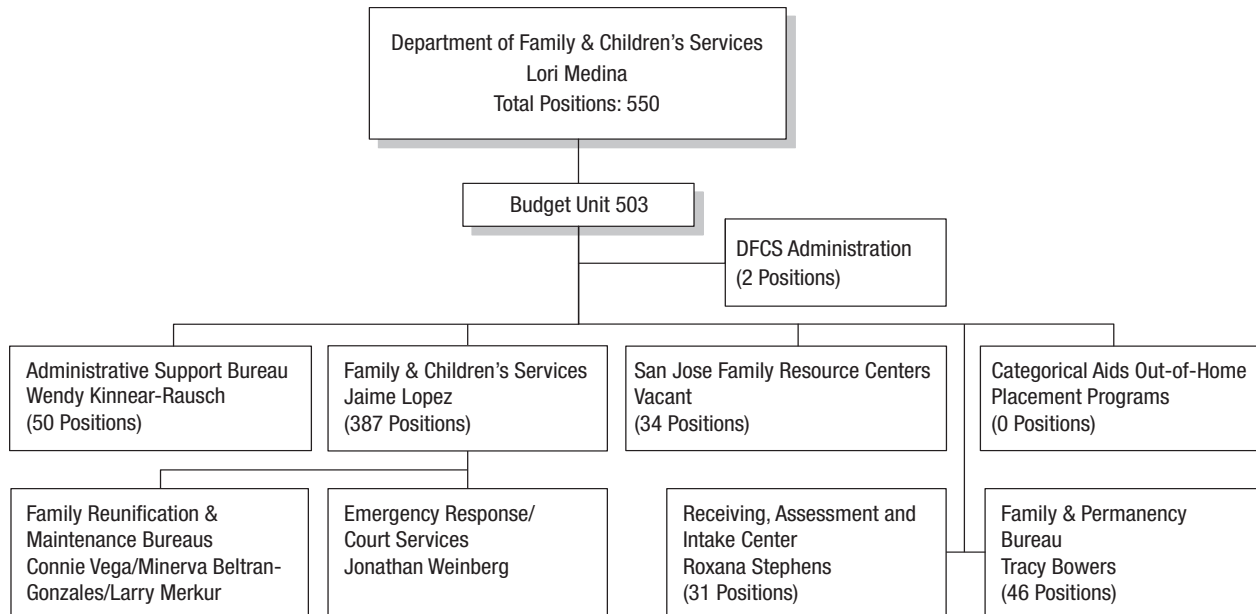 Department of Family & Children's Services
Lori Medina
Total Positions: 550
Budget Unit 503
DFCS Administration
(2 Positions)
Administrative Support Bureau
Wendy Kinnear-Rausch
(50 Positions)
Family & Children's Services
Jaime Lopez
(387 Positions)
San Jose Family Resource Centers
Vacant
(34 Positions)
Categorical Aids Out-of-Home
Placement Programs
(0 Positions)
Family Reunification &
Maintenance Bureaus
Connie Vega/Minerva Beltran-
Gonzales/Larry Merkur
Emergency Response/
Court Services
Jonathan Weinberg
Receiving, Assessment and
Intake Center
Roxana Stephens
(31 Positions)
Family & Permanency
Bureau
Tracy Bowers
(46 Positions)